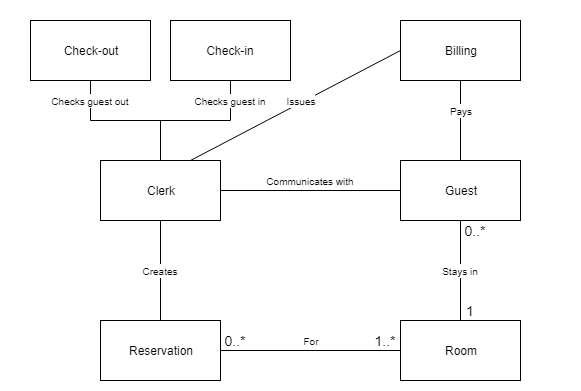 Check-out
Check-in
Billing
Checks guest out
Checks guest in
Issues
Pays
Clerk
Communicates with
Guest
0..*
Creates
Stays in
1
Reservation
0..*
For
1..*
Room